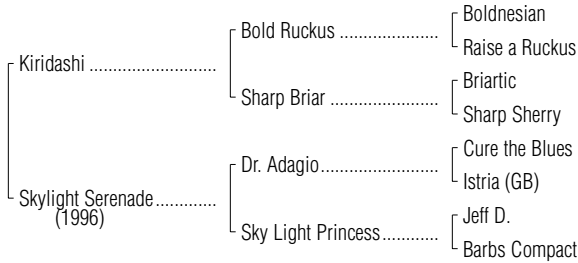 Boldnesian
Bold Ruckus ....................
Raise a Ruckus
Kiridashi ..........................
Briartic
Sharp Briar ......................
Sharp Sherry
Cure the Blues
Dr. Adagio........................
Istria (GB)
Skylight Serenade.............
(1996)
Jeff D.
Sky Light Princess............
Barbs Compact